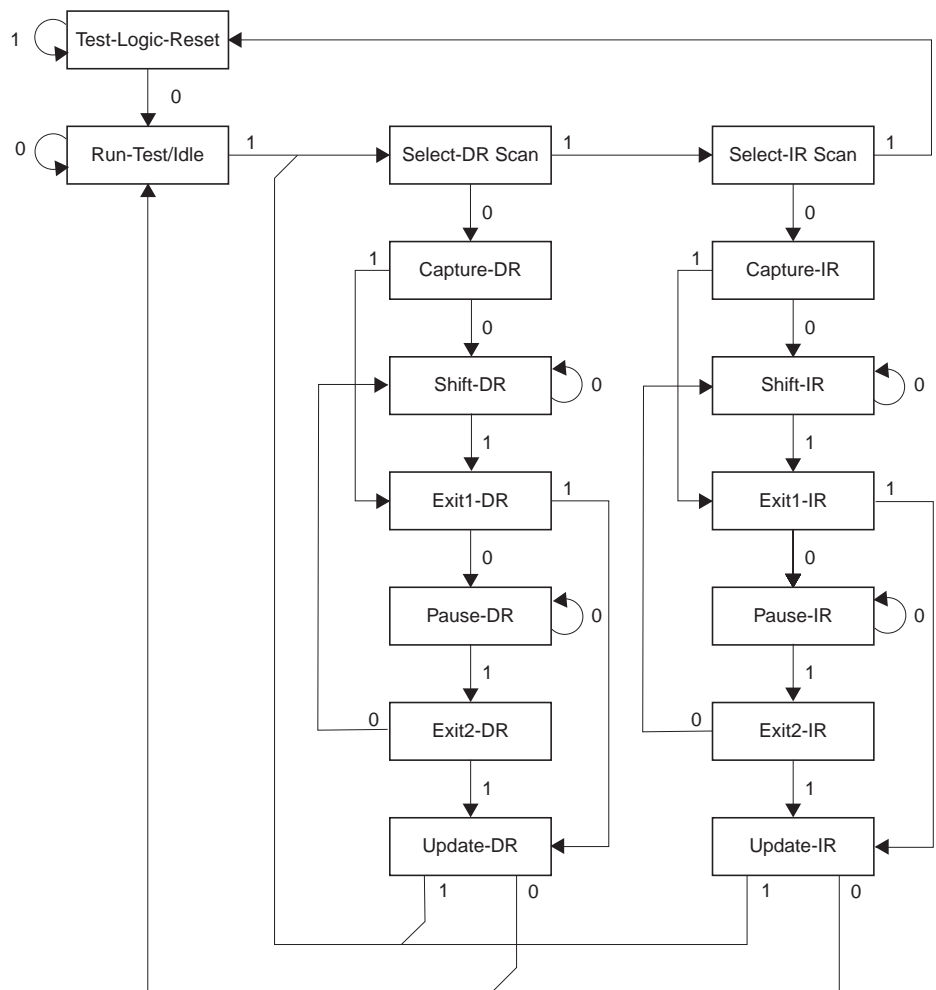 Test-Logic-Reset
1
0
Run-Test/Idle
0
1
Select-DR Scan
1
Select-IR Scan
1
0
0
1
Capture-DR
1
Capture-IR
0
0
Shift-DR
0
Shift-IR
0
1
1
Exit1-DR
1
Exit1-IR
1
0
0
Pause-DR
0
Pause-IR
0
1
1
0
Exit2-DR
0
Exit2-IR
1
1
Update-DR
Update-IR
1
0
1
0